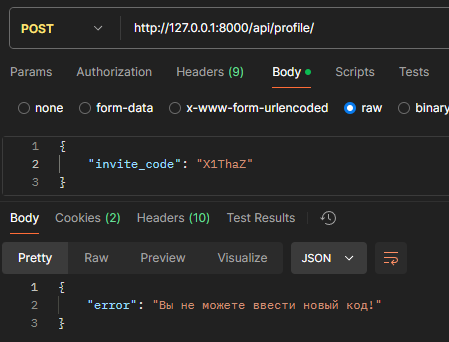 POST http://127.0.0.1:8000/api/profile/
Params Authorization Headers (9) Body Scripts Tests
none form-data x-www-form-urlencoded raw binary
1 {
2 "invite_code": "X1ThaZ"
3 }
Body Cookies (2) Headers (10) Test Results
Pretty Raw Preview Visualize JSON
1 {
2 "error": "Вы не можете ввести новый код!"
3 }